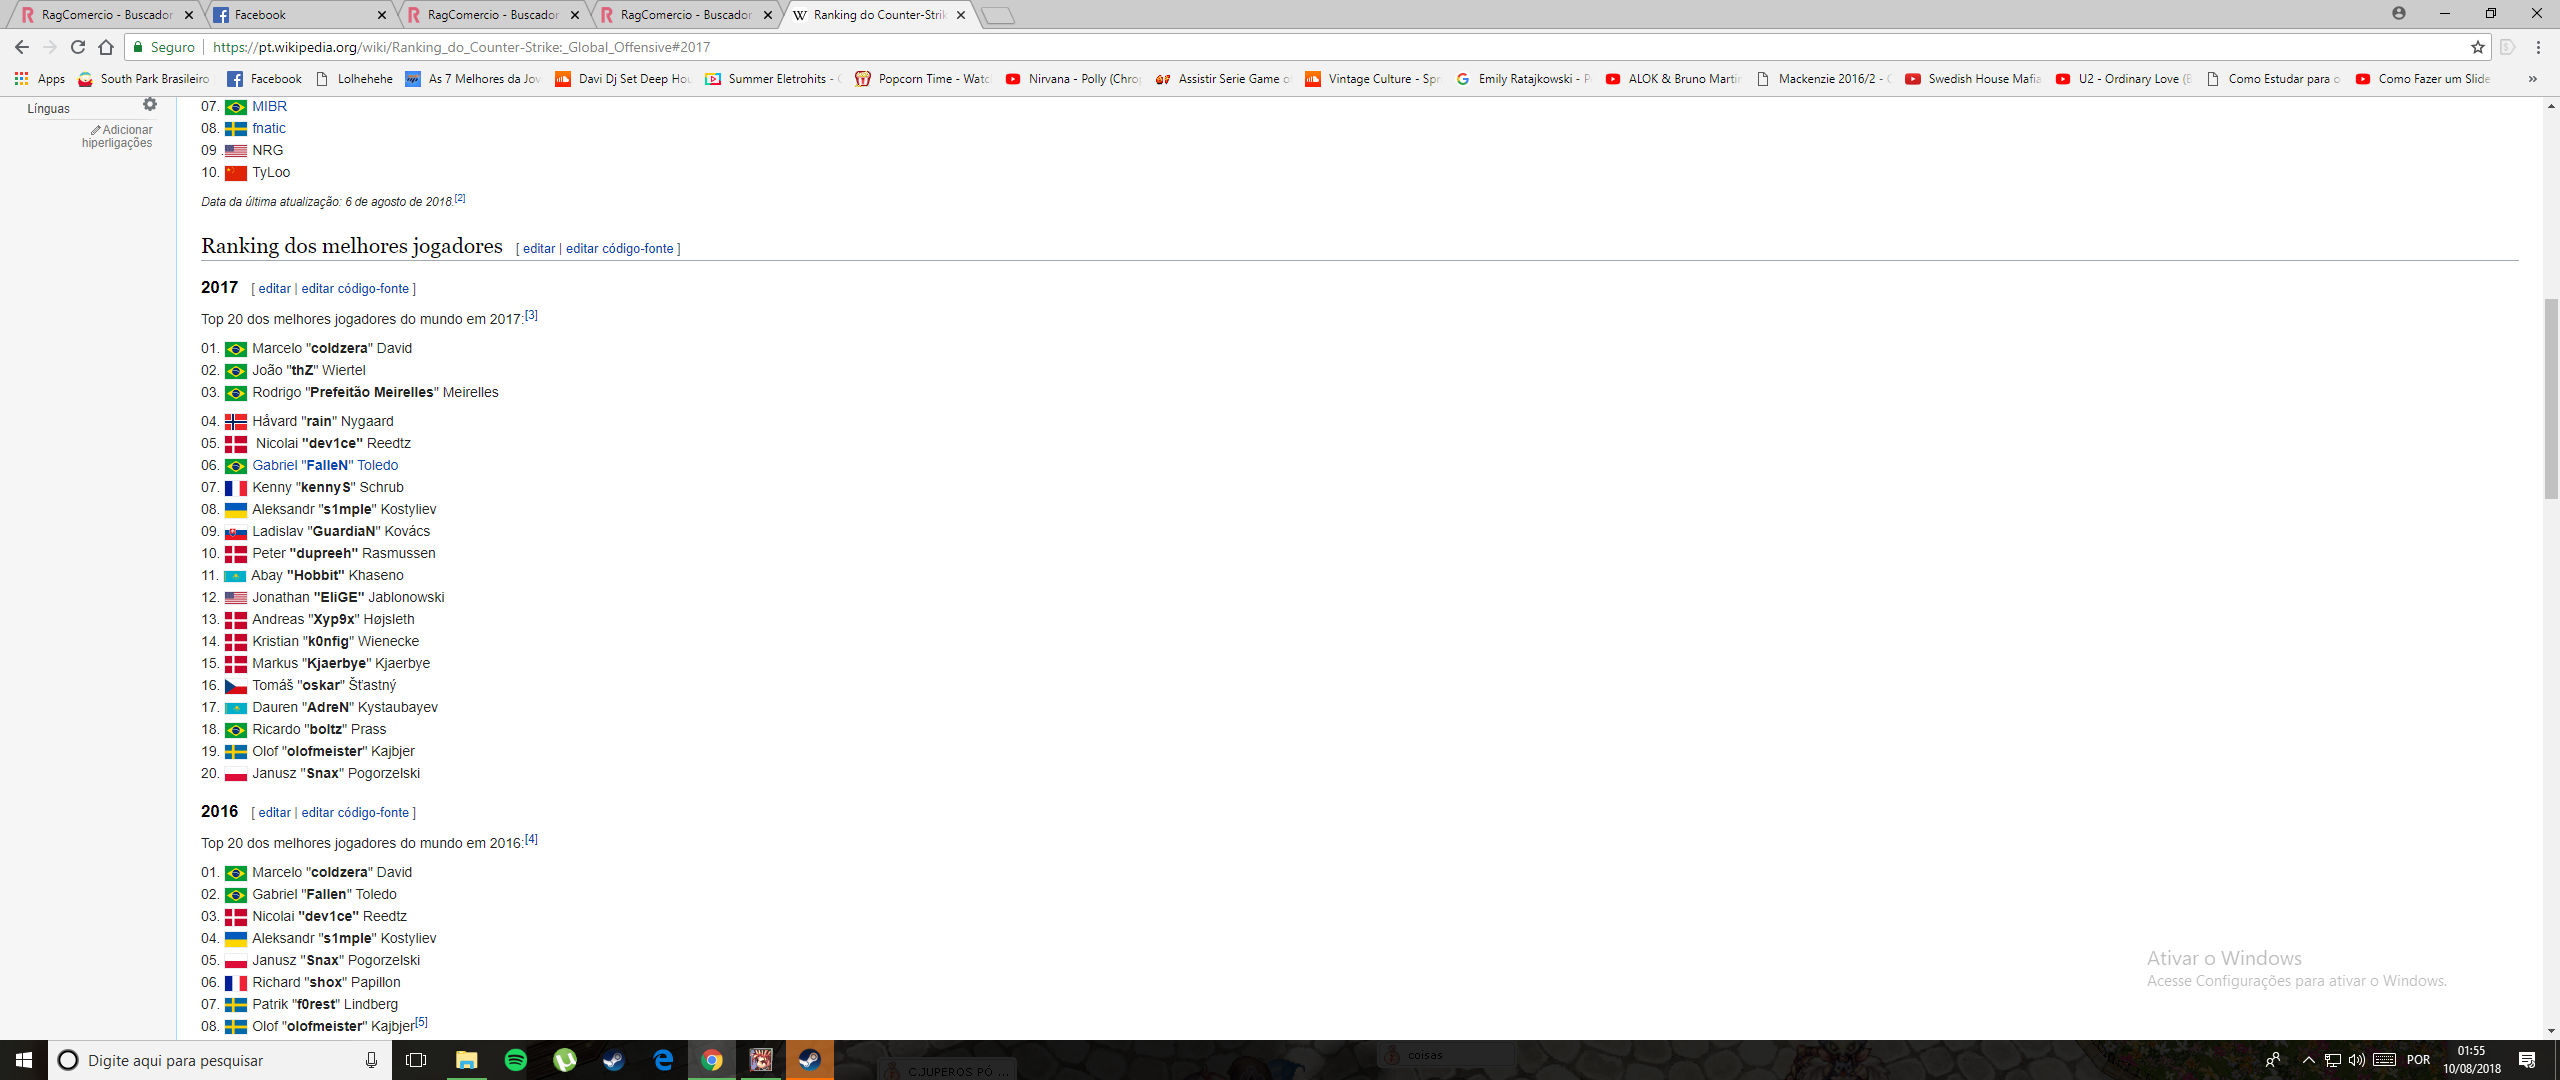 RagComercio - Buscador
Facebook
RagComercio - Buscador
RagComercio - Buscador
Ranking do Counter-Strik
Seguro
https://pt.wikipedia.org/wiki/Ranking_do_Counter-Strike:_Global_Offensive#2017
Apps
South Park Brasileiro
Facebook
Lolhehehe
As 7 Melhores da Jov
Davi Dj Set Deep Hou
Summer Eletrohits - C
Popcorn Time - Watc
Nirvana - Polly (Chro
Assistir Serie Game o
Vintage Culture - Spr
Emily Ratajkowski - P
ALOK & Bruno Martin
Mackenzie 2016/2 - C
Swedish House Mafia
U2 - Ordinary Love (
Como Estudar para o
Como Fazer um Slide
»
Línguas
Adicionar
hiperligações
07. MIBR
08. fnatic
09 . NRG
10. TyLoo
Data da última atualização: 6 de agosto de 2018.[2]
Ranking dos melhores jogadores [ editar | editar código-fonte ]
2017 [ editar | editar código-fonte ]
Top 20 dos melhores jogadores do mundo em 2017:[3]
01. Marcelo "coldzera" David
02. João "thZ" Wiertel
03. Rodrigo "Prefeitão Meirelles" Meirelles
04. Håvard "rain" Nygaard
05. Nicolai "dev1ce" Reedtz
06. Gabriel "FalleN" Toledo
07. Kenny "kennyS" Schrub
08. Aleksandr "s1mple" Kostyliev
09. Ladislav "GuardiaN" Kovács
10. Peter "dupreeh" Rasmussen
11. Abay "Hobbit" Khaseno
12. Jonathan "EliGE" Jablonowski
13. Andreas "Xyp9x" Højsleth
14. Kristian "k0nfig" Wienecke
15. Markus "Kjaerbye" Kjaerbye
16. Tomáš "oskar" Šťastný
17. Dauren "AdreN" Kystaubayev
18. Ricardo "boltz" Prass
19. Olof "olofmeister" Kajbjer
20. Janusz "Snax" Pogorzelski
2016 [ editar | editar código-fonte ]
Top 20 dos melhores jogadores do mundo em 2016:[4]
01. Marcelo "coldzera" David
02. Gabriel "Fallen" Toledo
03. Nicolai "dev1ce" Reedtz
04. Aleksandr "s1mple" Kostyliev
05. Janusz "Snax" Pogorzelski
06. Richard "shox" Papillon
07. Patrik "f0rest" Lindberg
08. Olof "olofmeister" Kajbjer[5]
Ativar o Windows
Acesse Configurações para ativar o Windows.
Digite aqui para pesquisar
C.JUPEROS PÓ ...
coisas
POR
01:55
10/08/2018